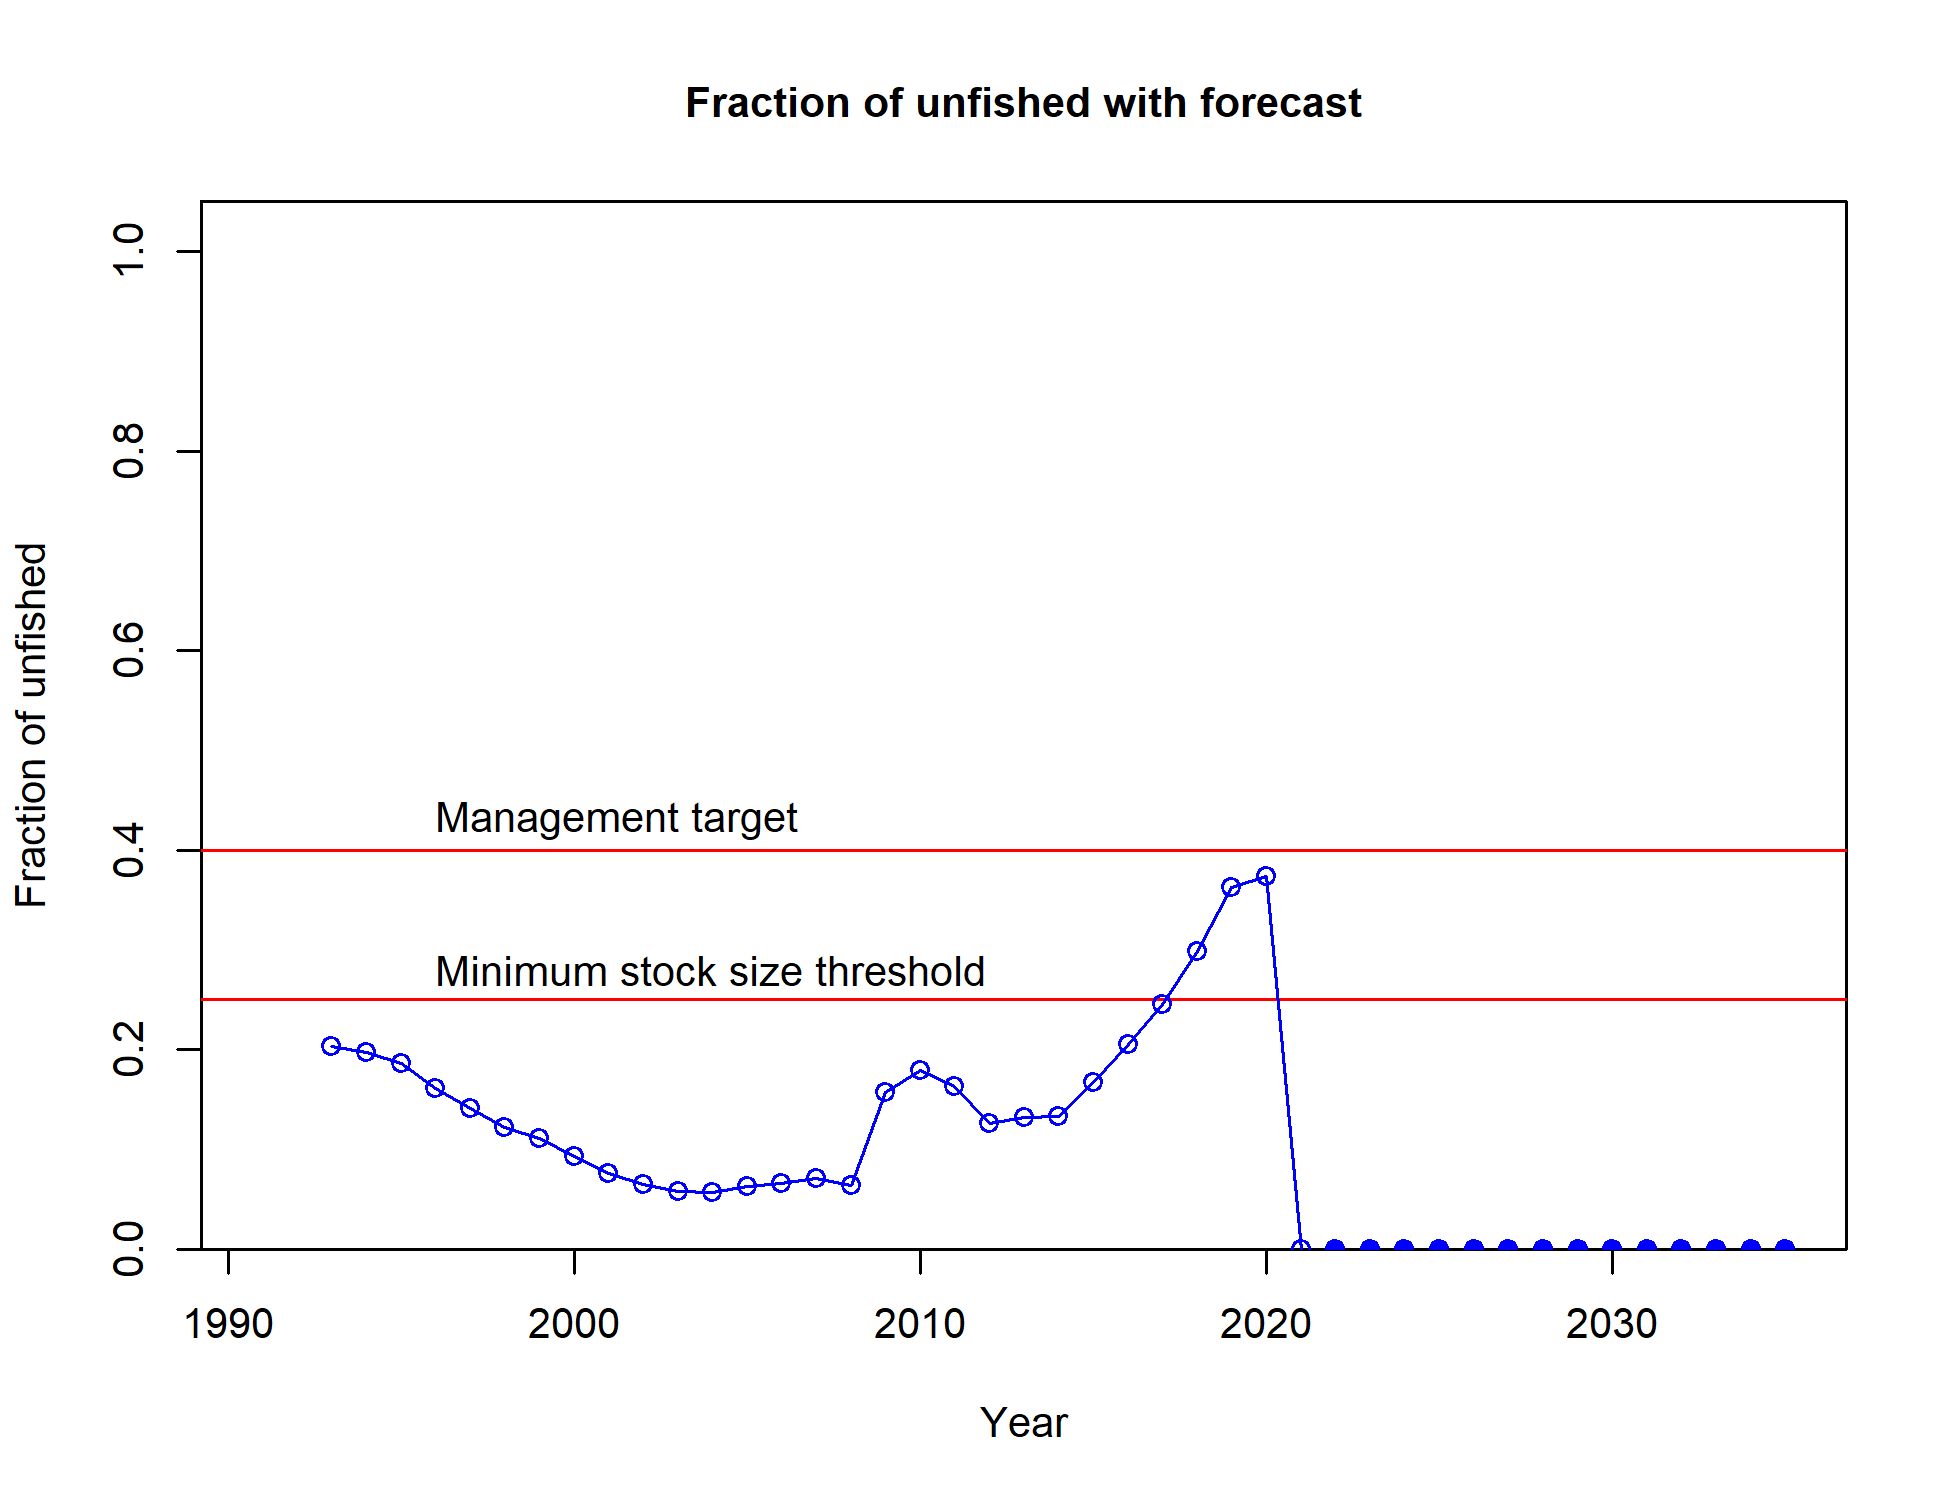 Fraction of unfished with forecast
1.0
0.8
0.6
0.4
0.2
0.0
Fraction of unfished
Management target
Minimum stock size threshold
1990 2000 2010 2020 2030
Year